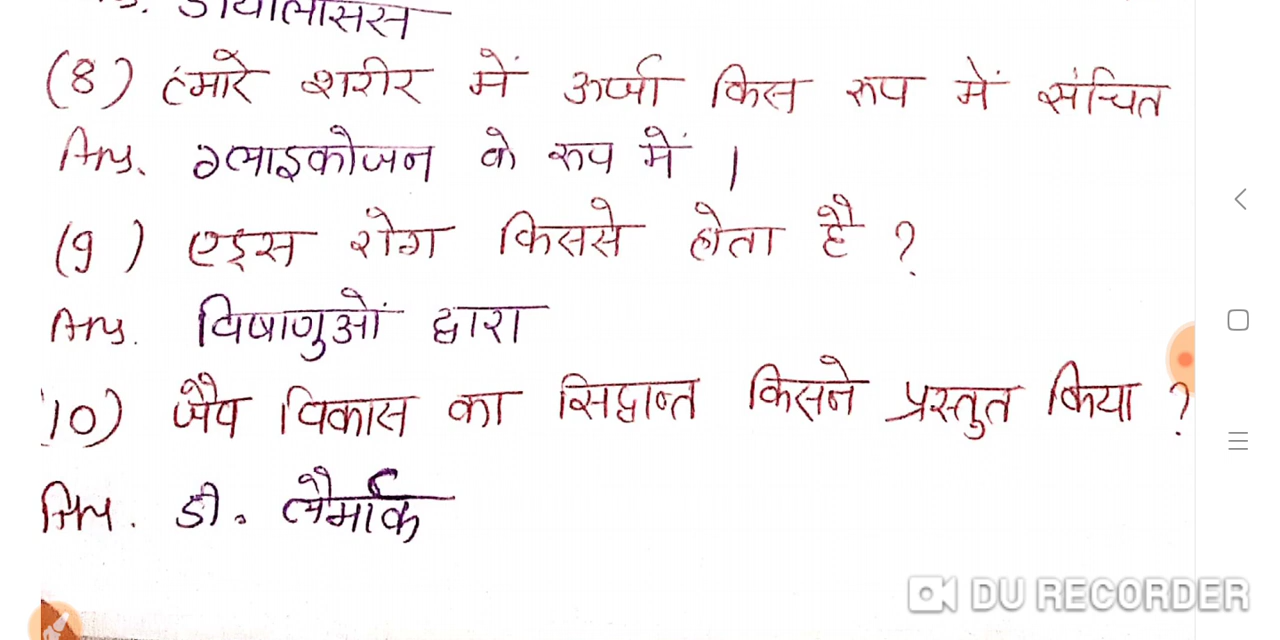 डायालिसिस
(8) हमारे शरीर में ऊर्जा किस रूप में संचित
Ans. ग्लाइकोजन के रूप में ।
(9) एड्स रोग किससे होता है ?
Ans. विषाणुओं द्वारा
10) जैव विकास का सिद्धान्त किसने प्रस्तुत किया ?
Ans. डी. लैमार्क
DU RECORDER